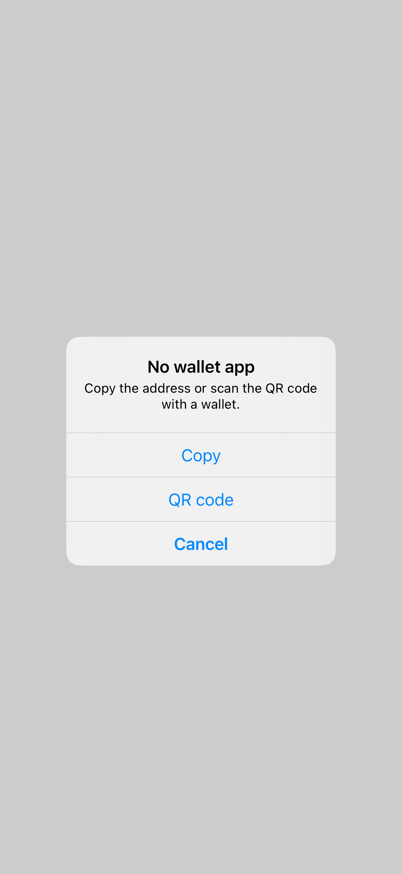 No wallet app
Copy the address or scan the QR code
with a wallet.
Copy
QR code
Cancel